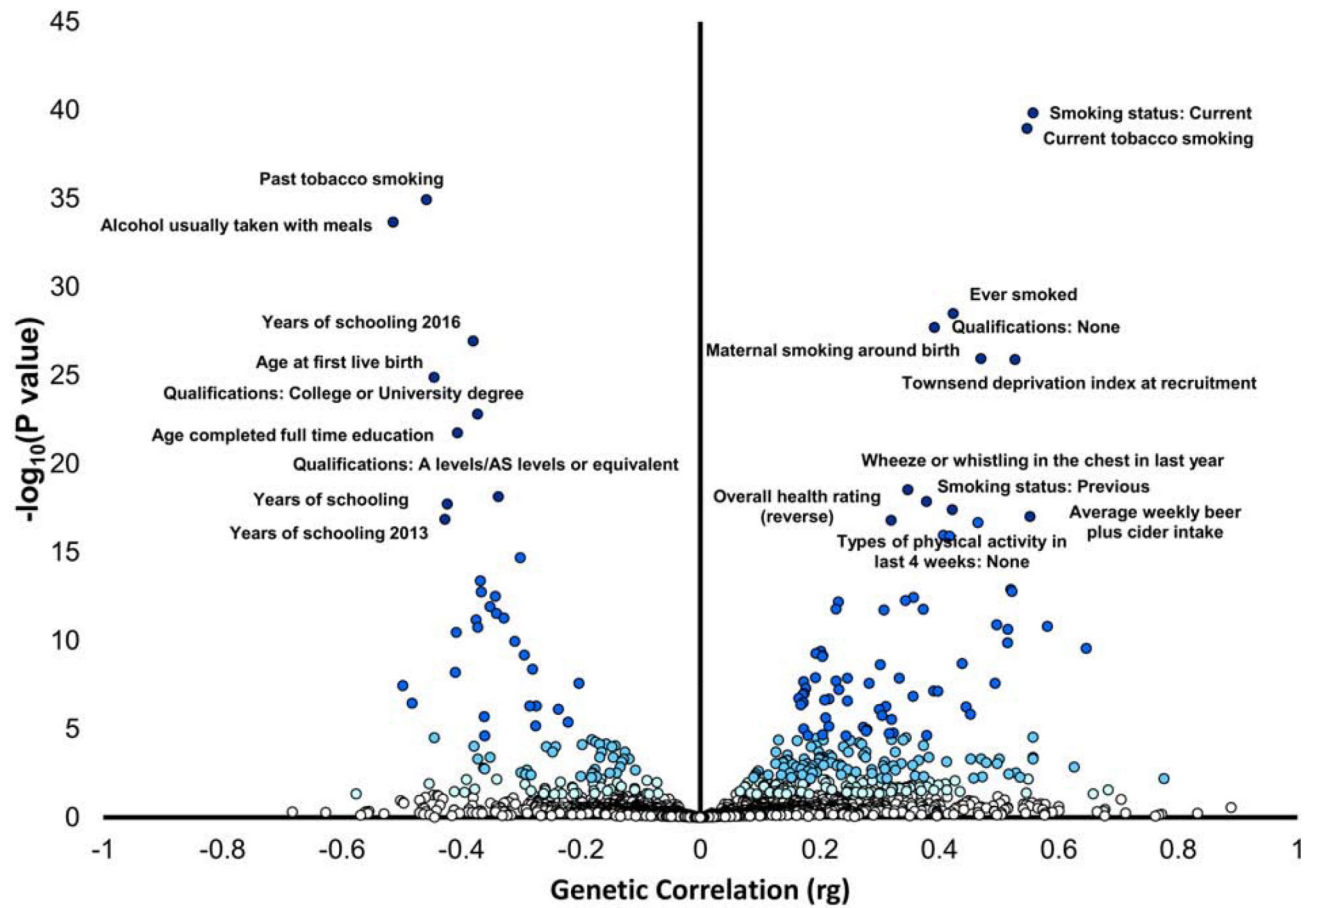 45
40
35
30
25
20
15
10
5
0
-log10(P value)
Smoking status: Current
Current tobacco smoking
Past tobacco smoking
Alcohol usually taken with meals
Ever smoked
Years of schooling 2016
Qualifications: None
Maternal smoking around birth
Age at first live birth
Townsend deprivation index at recruitment
Qualifications: College or University degree
Age completed full time education
Qualifications: A levels/AS levels or equivalent
Wheeze or whistling in the chest in last year
Smoking status: Previous
Years of schooling
Overall health rating
(reverse)
Average weekly beer
plus cider intake
Years of schooling 2013
Types of physical activity in
last 4 weeks: None
-1 -0.8 -0.6 -0.4 -0.2 0 0.2 0.4 0.6 0.8 1
Genetic Correlation (rg)